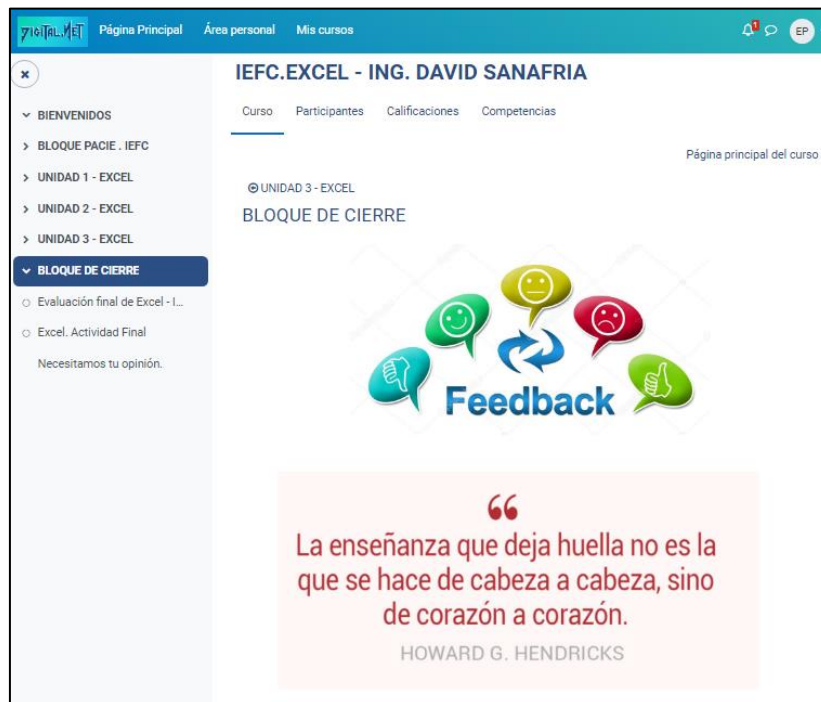 DIGITAL.NET Página Principal Área personal Mis cursos EP
IEFC.EXCEL - ING. DAVID SANAFRIA
Curso Participantes Calificaciones Competencias
Página principal del curso
BIENVENIDOS
BLOQUE PACIE . IEFC
UNIDAD 1 - EXCEL
UNIDAD 2 - EXCEL
UNIDAD 3 - EXCEL
BLOQUE DE CIERRE
Evaluación final de Excel - I...
Excel. Actividad Final
Necesitamos tu opinión.
UNIDAD 3 - EXCEL
BLOQUE DE CIERRE
Feedback
La enseñanza que deja huella no es la
que se hace de cabeza a cabeza, sino
de corazón a corazón.
HOWARD G. HENDRICKS